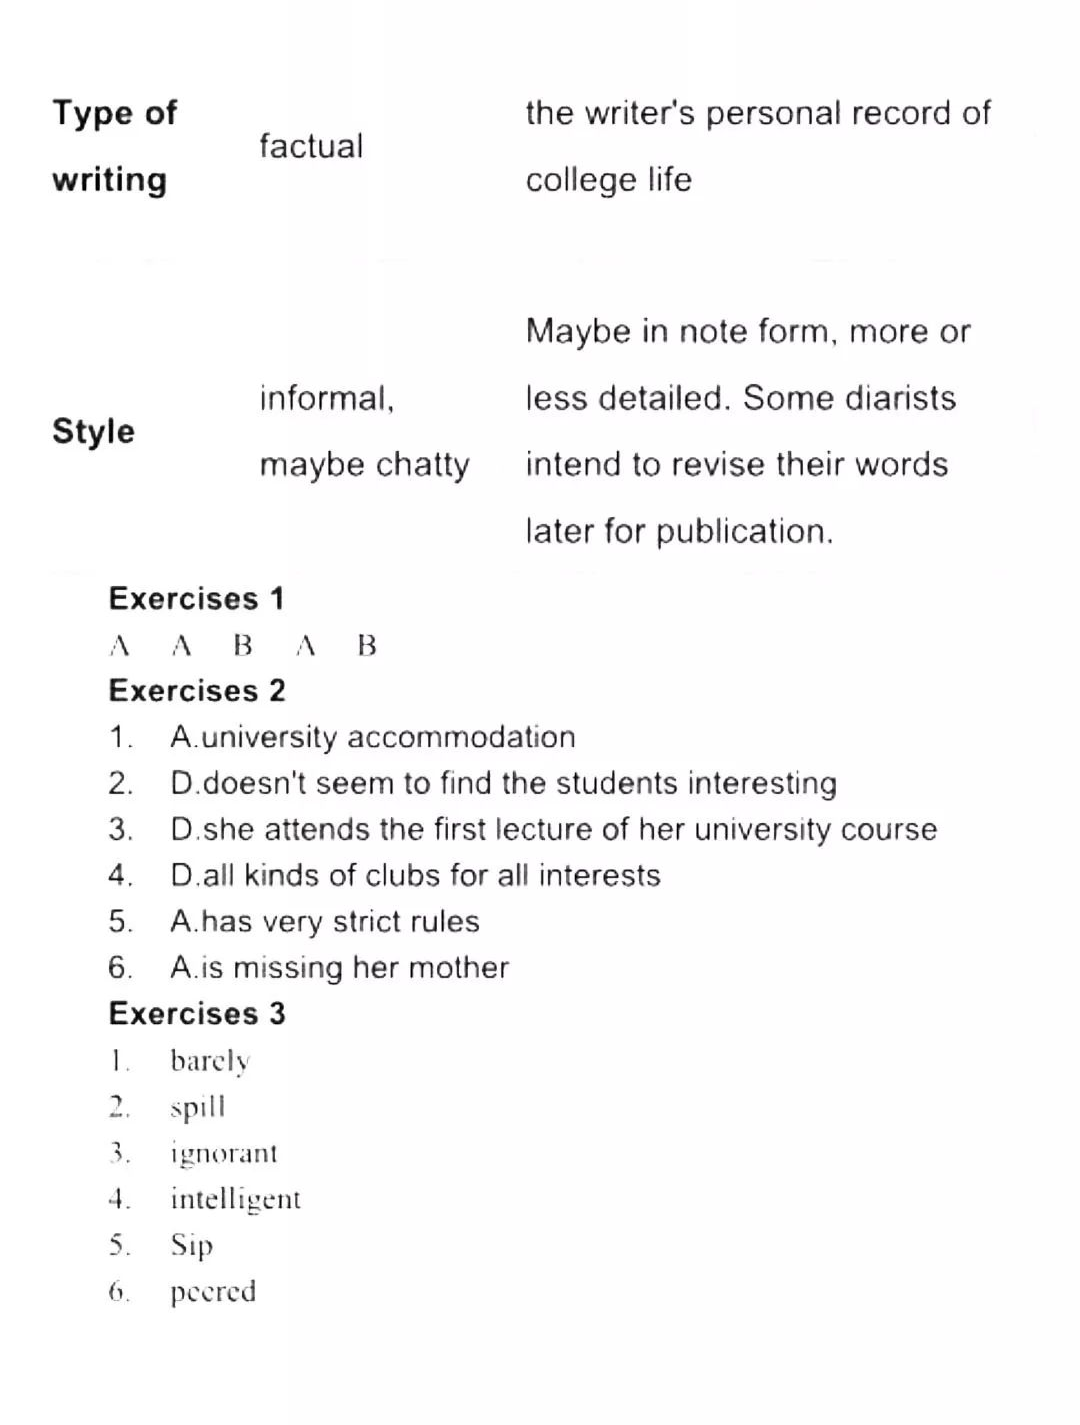 Type of writing
factual
the writer's personal record of
college life
Style
informal,
maybe chatty
Maybe in note form, more or
less detailed. Some diarists
intend to revise their words
later for publication.
Exercises 1
A A B A B
Exercises 2
1. A.university accommodation
2. D.doesn't seem to find the students interesting
3. D.she attends the first lecture of her university course
4. D.all kinds of clubs for all interests
5. A.has very strict rules
6. A.is missing her mother
Exercises 3
1. barely
2. spill
3. ignorant
4. intelligent
5. Sip
6. peered